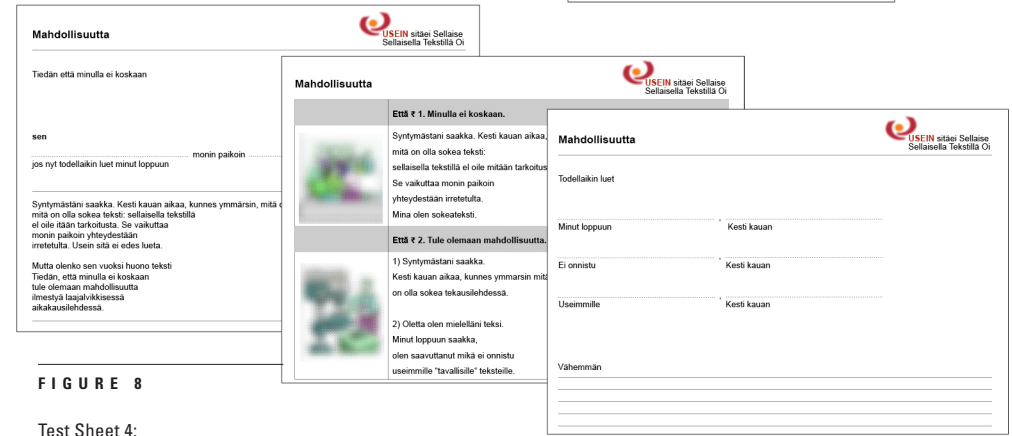 Mahdollisuutta
USEIN sitäei Sellaise
Sellaisella Tekstillä Oi
Tiedän että minulla ei koskaan
sen
monin paikoin
jos nyt todellaikin luet minut loppuun
Syntymästäni saakka. Kesti kauan aikaa, kunnes ymmärsin, mitä
mitä on olla sokea teksti: sellaisella tekstillä
el oile itään tarkoitusta. Se vaikuttaa
monin paikoin yhteydestään
irretetulta. Usein sitä ei edes lueta.
Mutta olenko sen vuoksi huono teksti
Tiedän, että minulla ei koskaan
tule olemaan mahdollisuutta
ilmestyä laajalvikkisessä
aikakausilehdessä.
Mahdollisuutta
USEIN sitäei Sellaise
Sellaisella Tekstillä Oi
Että ₹ 1. Minulla ei koskaan.
Syntymästani saakka. Kesti kauan aikaa,
mitä on olla sokea teksti:
sellaisella tekstillä el oile mitään tarkoitus
Se vaikuttaa monin paikoin
yhteydestään irretetulta.
Mina olen sokeateksti.
Että ₹ 2. Tule olemaan mahdollisuutta.
1) Syntymästani saakka.
Kesti kauan aikaa, kunnes ymmarsin mitä
on olla sokea tekausilehdessä.
2) Oletta olen mielelläni teksi.
Minut loppuun saakka,
olen saavuttanut mikä ei onnistu
useimmille "tavallisille" teksteille.
Mahdollisuutta
USEIN sitäei Sellaise
Sellaisella Tekstillä Oi
Todellaikin luet
Minut loppuun Kesti kauan
Ei onnistu Kesti kauan
Useimmille Kesti kauan
Vähemmän
FIGURE 8
Test Sheet 4: